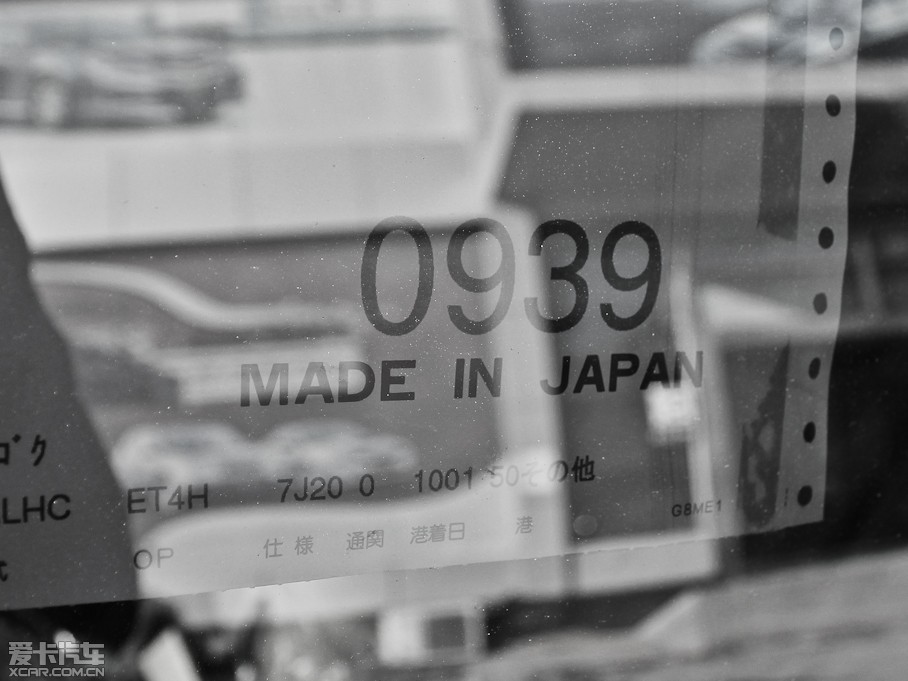 0939
MADE IN JAPAN
ゴク
LHC ET4H 7J20 0 1001 50その他
G8ME1
OP 仕様 通関 港着日 港
爱卡汽车
XCAR.COM.CN